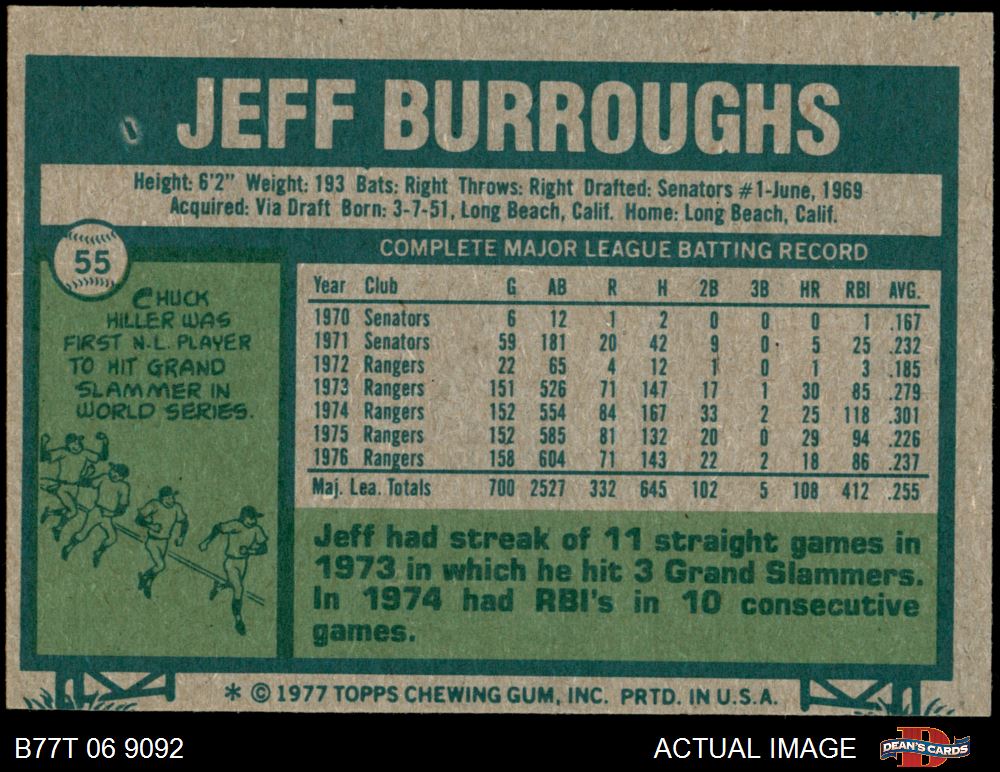 JEFF BURROUGHS
Height: 6'2" Weight: 193 Bats: Right Throws: Right Drafted: Senators #1-June, 1969
Acquired: Via Draft Born: 3-7-51, Long Beach, Calif. Home: Long Beach, Calif.
55
CHUCK
HILLER WAS
FIRST N.L. PLAYER
TO HIT GRAND
SLAMMER IN
WORLD SERIES.
COMPLETE MAJOR LEAGUE BATTING RECORD
Year Club G AB R H 2B 3B HR RBI AVG.
1970 Senators 6 12 1 2 0 0 0 1 .167
1971 Senators 59 181 20 42 9 0 5 25 .232
1972 Rangers 22 65 4 12 1 0 1 3 .185
1973 Rangers 151 526 71 147 17 1 30 85 .279
1974 Rangers 152 554 84 167 33 2 25 118 .301
1975 Rangers 152 585 81 132 20 0 29 94 .226
1976 Rangers 158 604 71 143 22 2 18 86 .237
Maj. Lea. Totals 700 2527 332 645 102 5 108 412 .255
Jeff had streak of 11 straight games in
1973 in which he hit 3 Grand Slammers.
In 1974 had RBI's in 10 consecutive
games.
* © 1977 TOPPS CHEWING GUM, INC. PRTD. IN U.S.A.
B77T 06 9092
ACTUAL IMAGE
D
DEAN'S CARDS